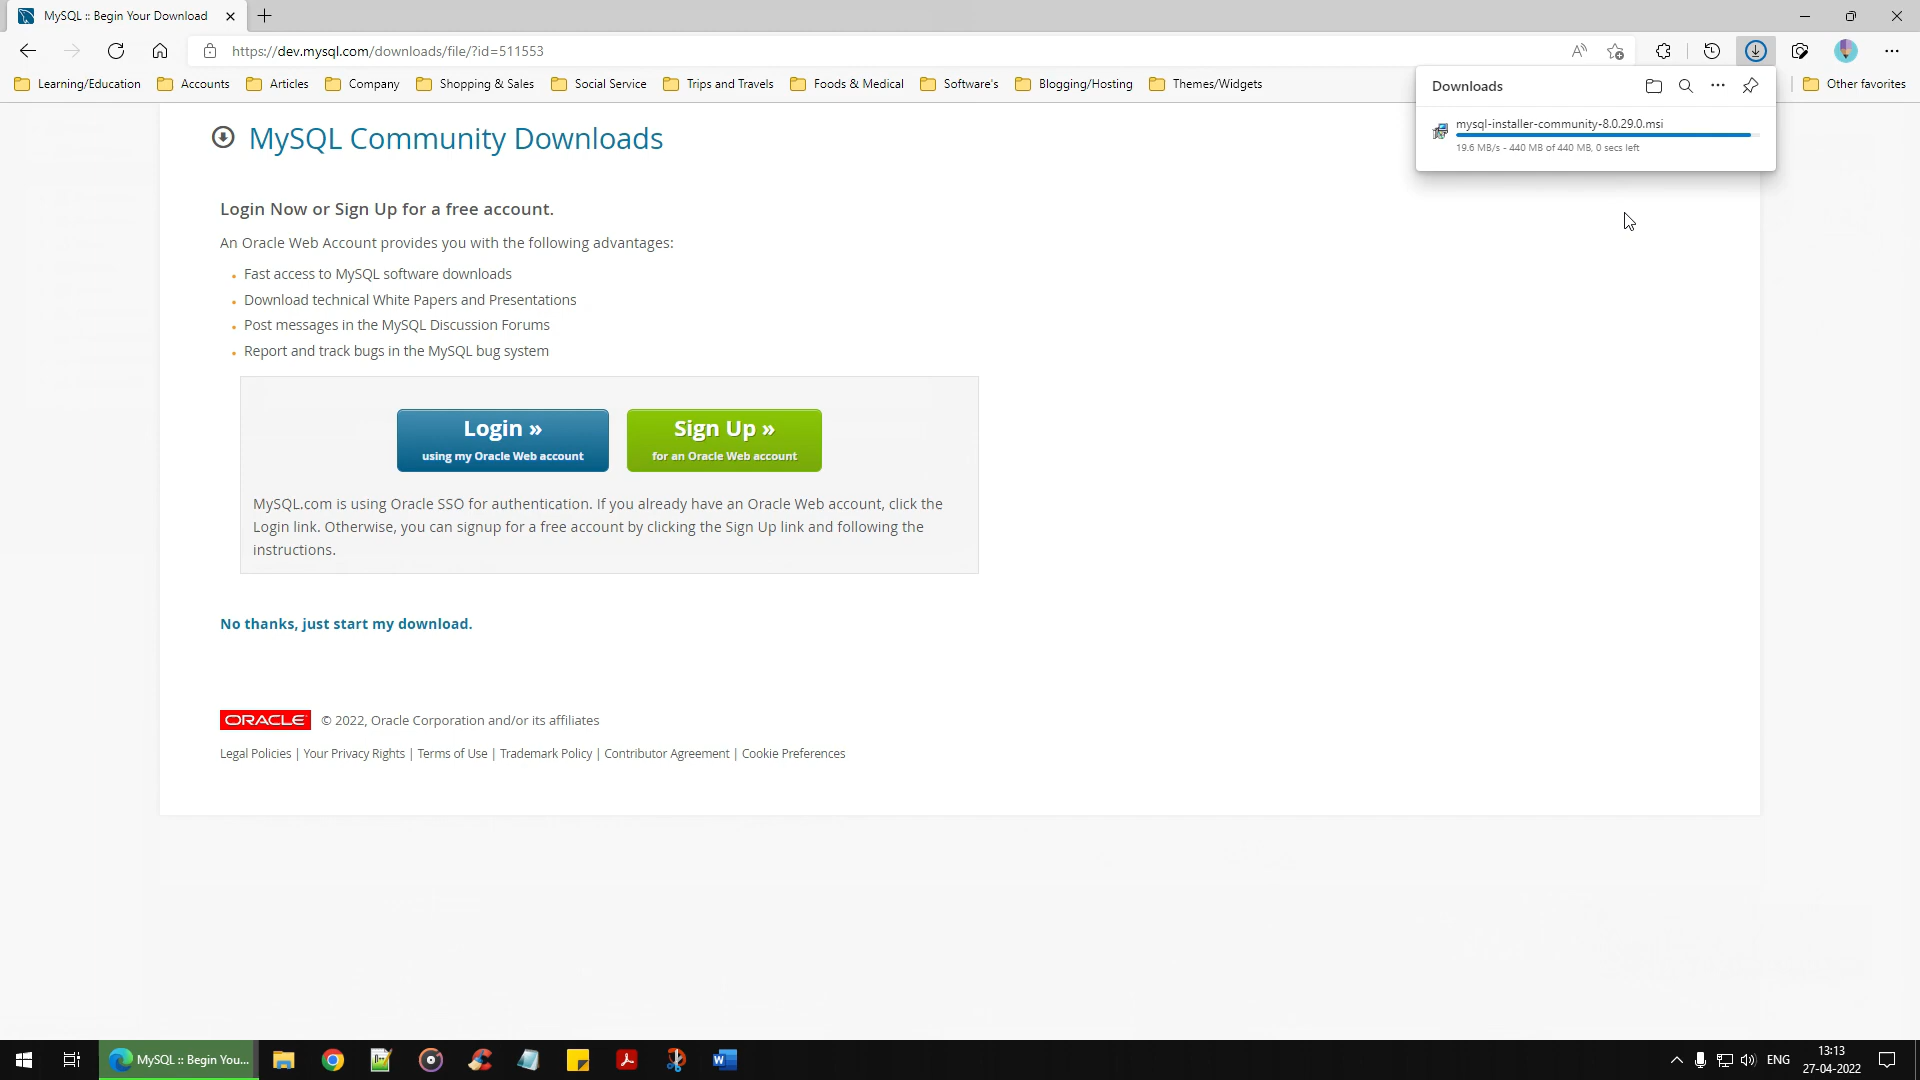 MySQL :: Begin Your Download
https://dev.mysql.com/downloads/file/?id=511553
Learning/Education Accounts Articles Company Shopping & Sales Social Service Trips and Travels Foods & Medical Software's Blogging/Hosting Themes/Widgets Other favorites
Downloads
mysql-installer-community-8.0.29.0.msi
19.6 MB/s - 440 MB of 440 MB, 0 secs left
MySQL Community Downloads
Login Now or Sign Up for a free account.
An Oracle Web Account provides you with the following advantages:
Fast access to MySQL software downloads
Download technical White Papers and Presentations
Post messages in the MySQL Discussion Forums
Report and track bugs in the MySQL bug system
Login »
using my Oracle Web account
Sign Up »
for an Oracle Web account
MySQL.com is using Oracle SSO for authentication. If you already have an Oracle Web account, click the
Login link. Otherwise, you can signup for a free account by clicking the Sign Up link and following the
instructions.
No thanks, just start my download.
ORACLE © 2022, Oracle Corporation and/or its affiliates
Legal Policies | Your Privacy Rights | Terms of Use | Trademark Policy | Contributor Agreement | Cookie Preferences
MySQL :: Begin You...
ENG
13:13
27-04-2022